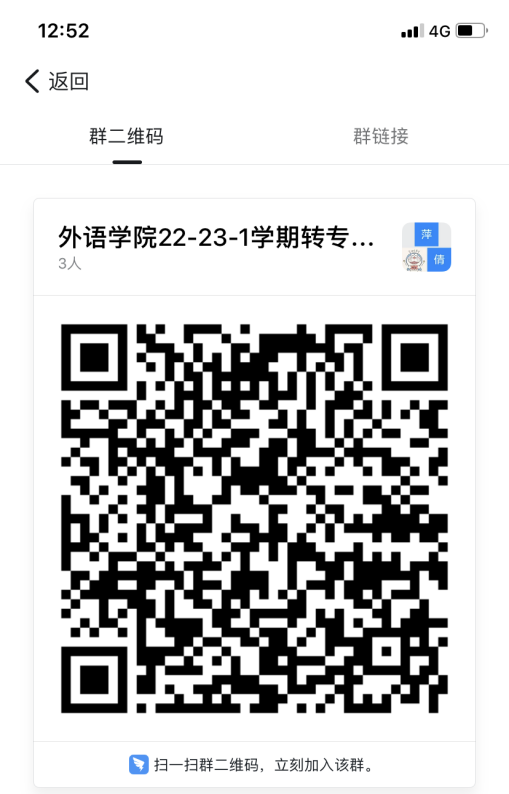 12:52
4G
返回
群二维码
群链接
外语学院22-23-1学期转专...
3人
萍
倩
扫一扫群二维码，立刻加入该群。